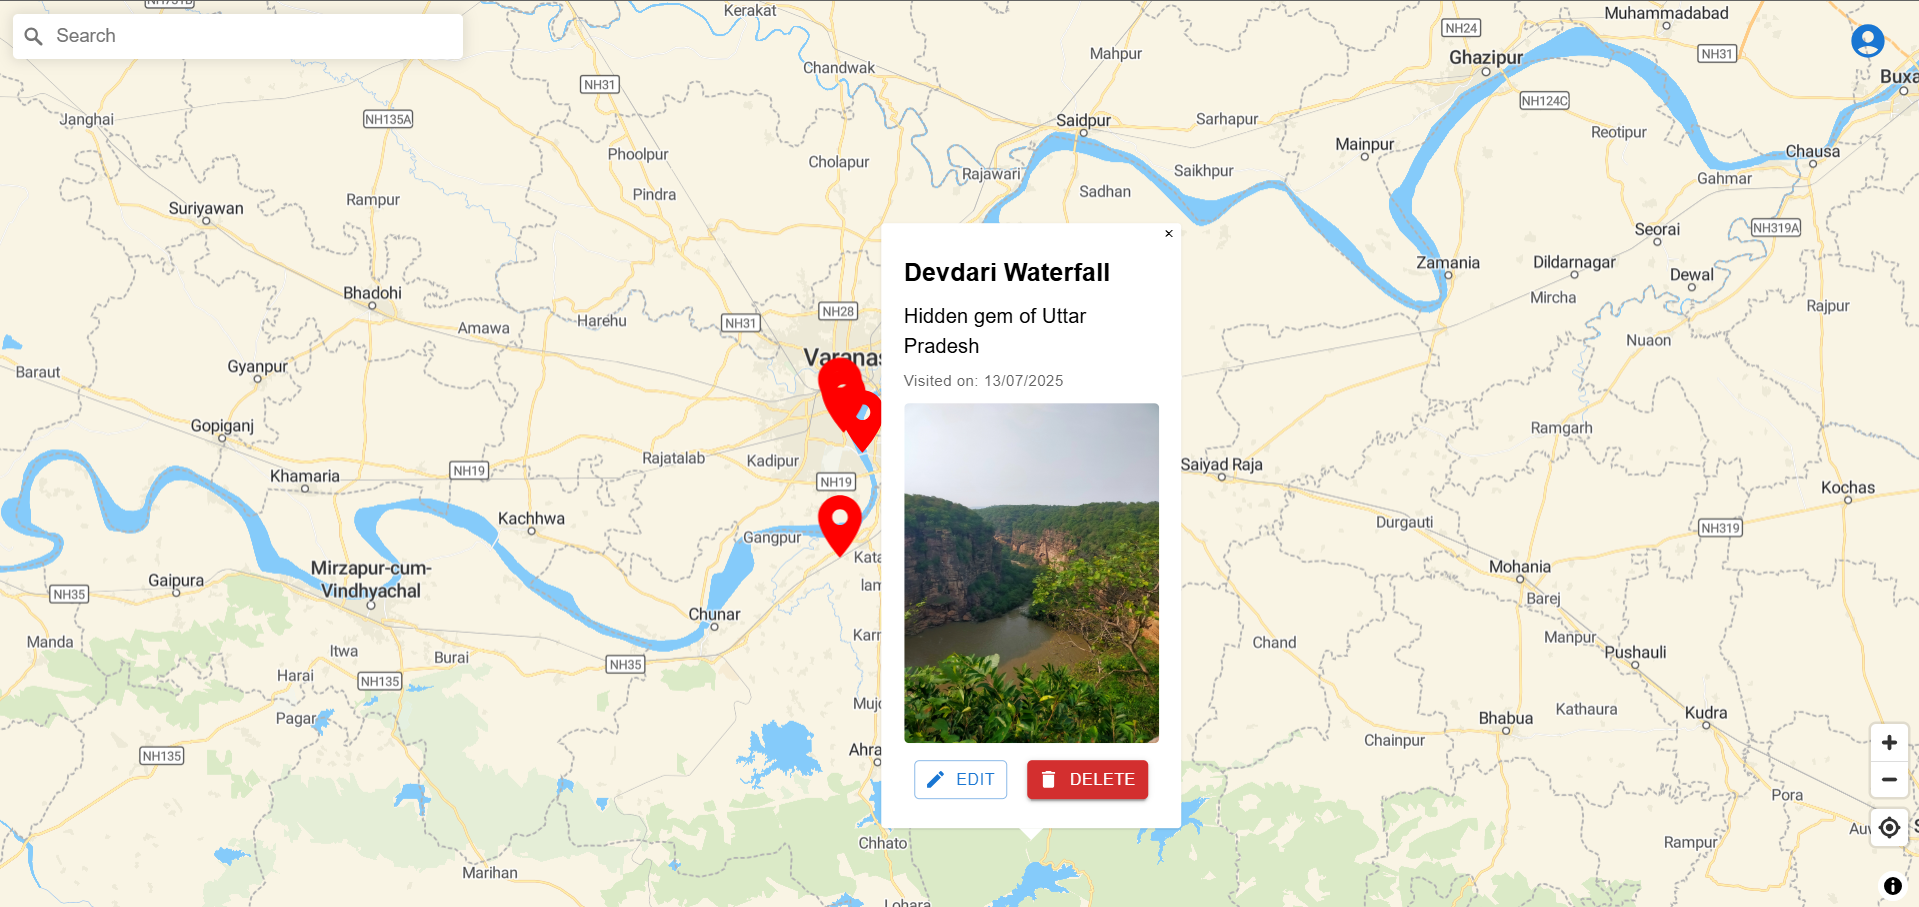 NH731B
Kerakat
Muhammadabad
Search
NH24
Mahpur
NH31
Ghazipur
Chandwak
Buxa
NH31
NH124C
Janghai
NH135A
Saidpur
Sarhapur
Reotipur
Mainpur
Chausa
Phoolpur
Cholapur
Rajawari
Saikhpur
Gahmar
Pindra
Sadhan
Rampur
Suriyawan
NH319A
Seorai
Zamania
Dildarnagar
Dewal
Devdari Waterfall
Bhadohi
Mircha
Rajpur
NH28
Harehu
NH31
Amawa
Hidden gem of Uttar
Pradesh
Nuaon
Varanas
Gyanpur
Baraut
Visited on: 13/07/2025
Gopiganj
Ramgarh
Rajatalab
Kadipur
Saiyad Raja
NH19
Khamaria
NH19
Kochas
Kachhwa
Durgauti
NH319
Gangpur
Kata
Mirzapur-cum-
Vindhyachal
Mohania
Gaipura
lam
NH35
Barej
Chunar
Manda
Karn
Chand
Manpur
Itwa
Burai
Pushauli
NH35
Harai
NH135
Mujo
Kathaura
Pagar
Bhabua
Kudra
Chainpur
Ahra
NH135
EDIT
DELETE
Pora
Auw
Chhato
Rampur
Marihan
Lohara